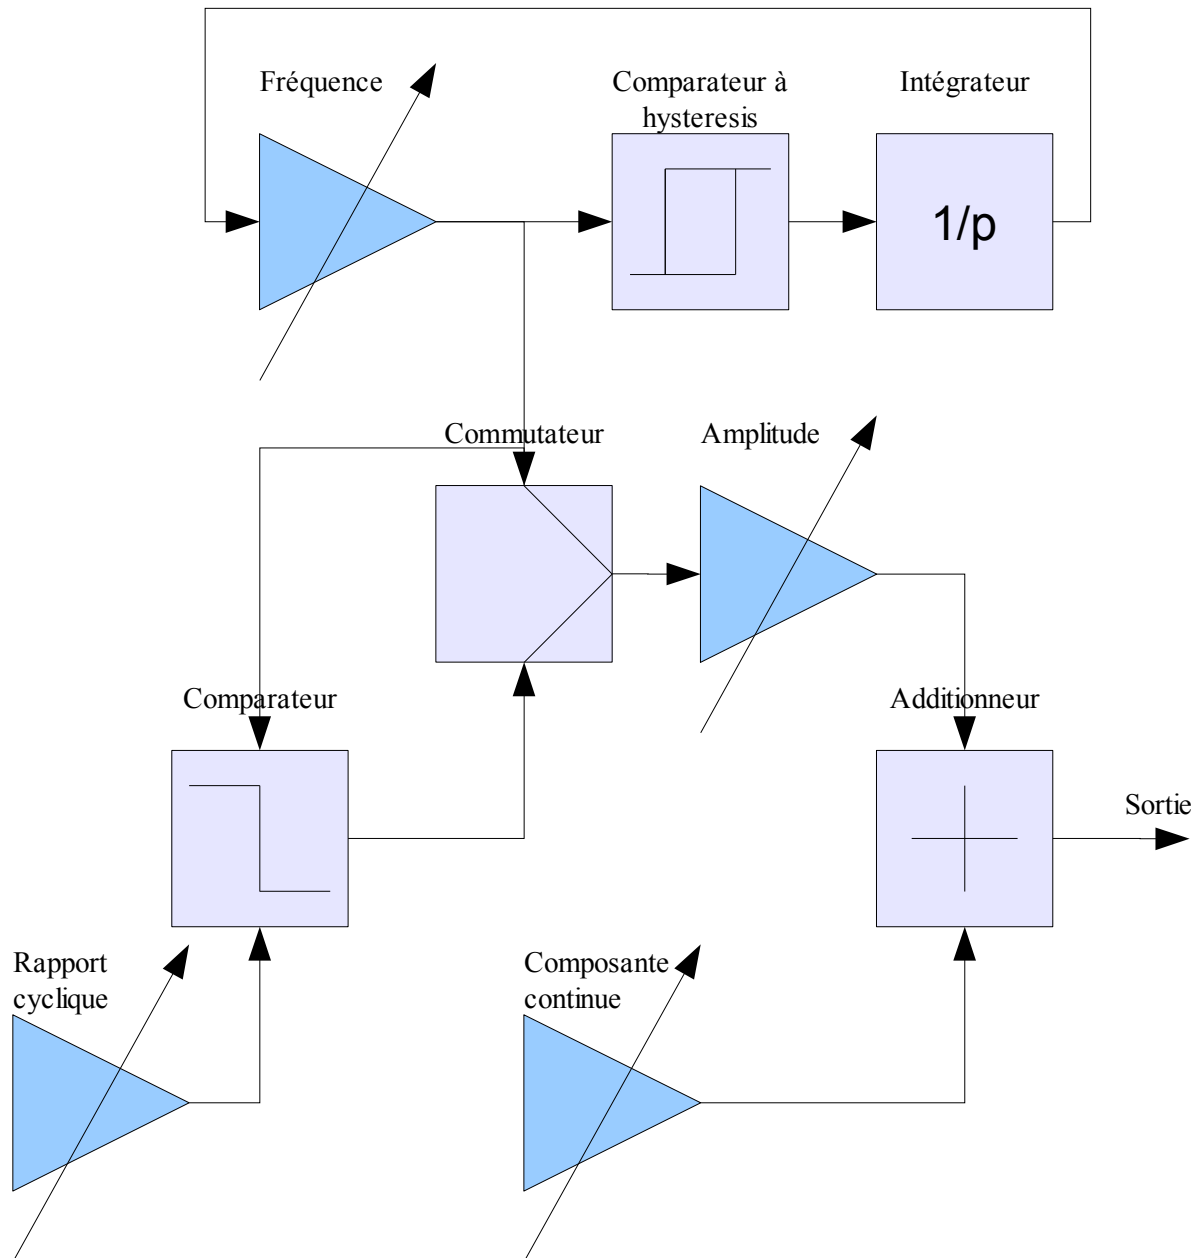 Fréquence
Comparateur à
hysteresis
Intégrateur
1/p
Commutateur
Amplitude
Comparateur
Additionneur
Sortie
Rapport
cyclique
Composante
continue